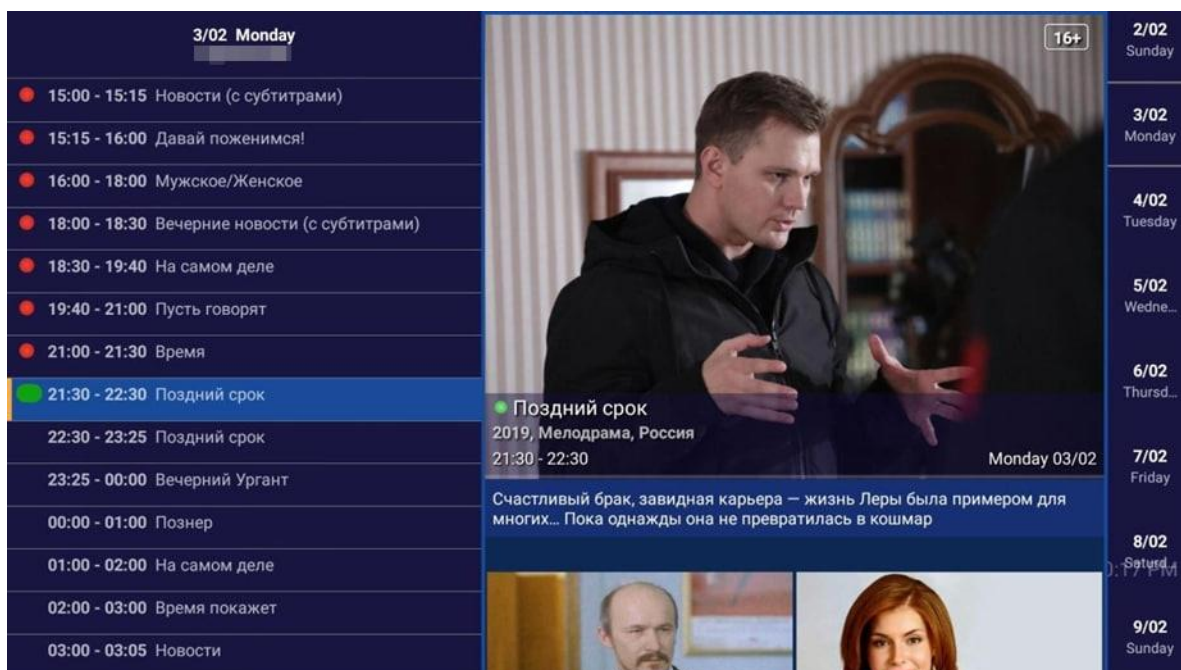 3/02 Monday
15:00 - 15:15 Новости (с субтитрами)
15:15 - 16:00 Давай поженимся!
16:00 - 18:00 Мужское/Женское
18:00 - 18:30 Вечерние новости (с субтитрами)
18:30 - 19:40 На самом деле
19:40 - 21:00 Пусть говорят
21:00 - 21:30 Время
21:30 - 22:30 Поздний срок
22:30 - 23:25 Поздний срок
23:25 - 00:00 Вечерний Ургант
00:00 - 01:00 Познер
01:00 - 02:00 На самом деле
02:00 - 03:00 Время покажет
03:00 - 03:05 Новости
16+
Поздний срок
2019, Мелодрама, Россия
21:30 - 22:30 Monday 03/02
Счастливый брак, завидная карьера — жизнь Леры была примером для
многих... Пока однажды она не превратилась в кошмар
2/02
Sunday
3/02
Monday
4/02
Tuesday
5/02
Wedne...
6/02
Thursd...
7/02
Friday
8/02
Saturd...
:17 PM
9/02
Sunday